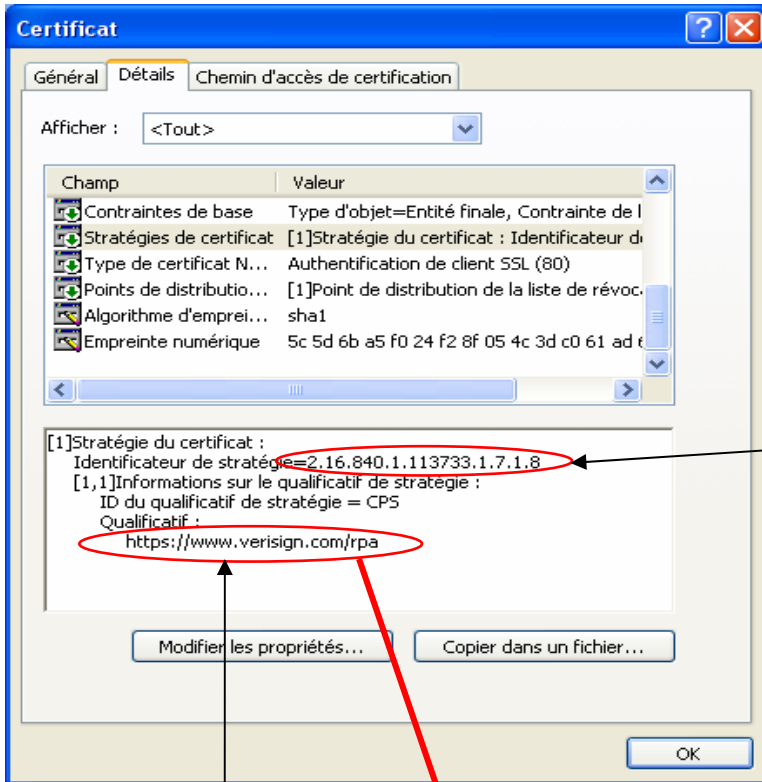 Certificat
Général Détails Chemin d'accès de certification
Afficher : <Tout>
Champ Valeur
Contraintes de base Type d'objet=Entité finale, Contrainte de l
Stratégies de certificat [1]Stratégie du certificat : Identificateur d
Type de certificat N... Authentification de client SSL (80)
Points de distributio... [1]Point de distribution de la liste de révoc
Algorithme d'emprei... sha1
Empreinte numérique 5c 5d 6b a5 f0 24 f2 8f 05 4c 3d c0 61 ad
[1]Stratégie du certificat :
Identificateur de stratégie=2.16.840.1.113733.1.7.1.8
[1,1]Informations sur le qualificatif de stratégie :
ID du qualificatif de stratégie = CPS
Qualificatif :
https://www.verisign.com/rpa
Modifier les propriétés... Copier dans un fichier...
OK